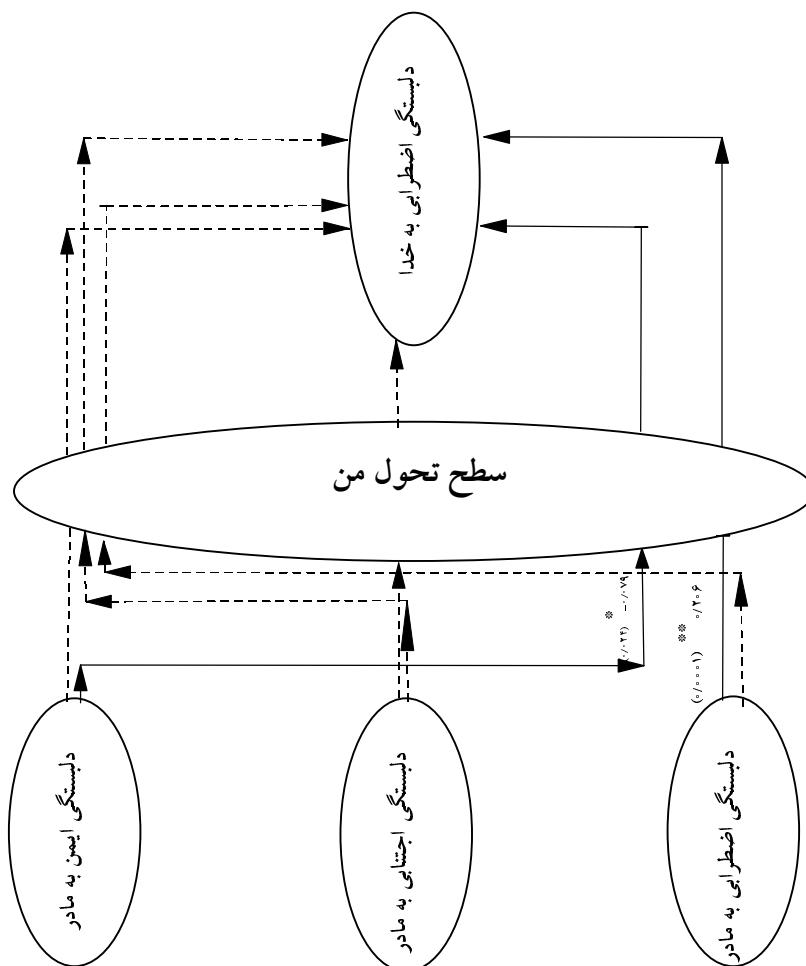 دلبستگی اضطرابی به خدا
سطح تحول من
(۰/۰۲۴) * -۰/۰۷۹
(۰/۰۰۰۱) ** ۰/۲۰۶
دلبستگی ایمن به مادر
دلبستگی اجتنابی به مادر
دلبستگی اضطرابی به مادر